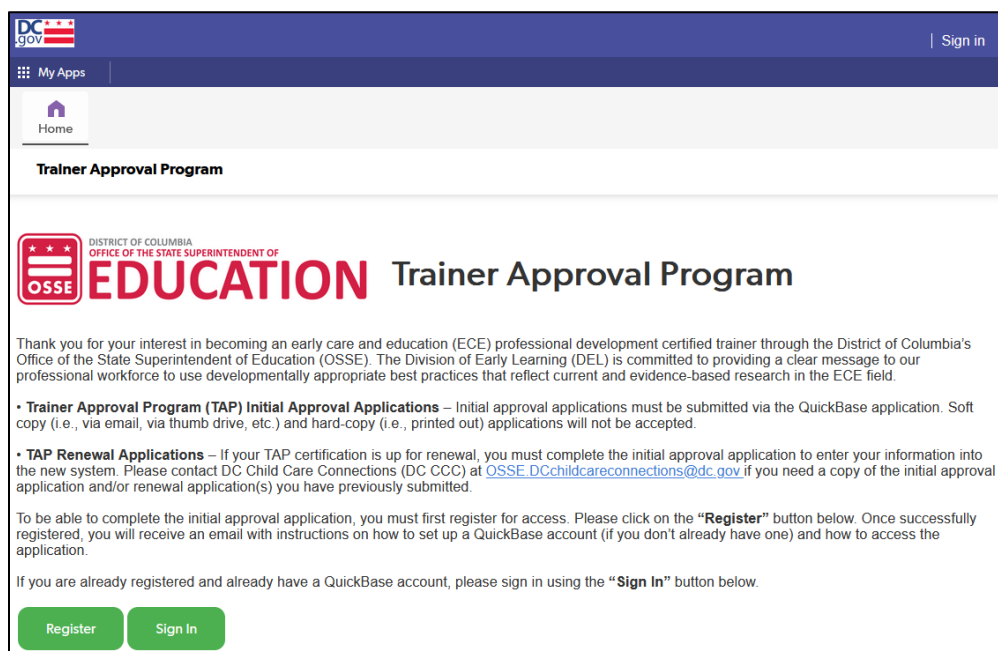 DC
.gov
| Sign in
My Apps
Home
Trainer Approval Program
OSSE
DISTRICT OF COLUMBIA
OFFICE OF THE STATE SUPERINTENDENT OF
EDUCATION
Trainer Approval Program
Thank you for your interest in becoming an early care and education (ECE) professional development certified trainer through the District of Columbia's
Office of the State Superintendent of Education (OSSE). The Division of Early Learning (DEL) is committed to providing a clear message to our
professional workforce to use developmentally appropriate best practices that reflect current and evidence-based research in the ECE field.
• Trainer Approval Program (TAP) Initial Approval Applications – Initial approval applications must be submitted via the QuickBase application. Soft
copy (i.e., via email, via thumb drive, etc.) and hard-copy (i.e., printed out) applications will not be accepted.
• TAP Renewal Applications – If your TAP certification is up for renewal, you must complete the initial approval application to enter your information into
the new system. Please contact DC Child Care Connections (DC CCC) at OSSE.DCchildcareconnections@dc.gov if you need a copy of the initial approval
application and/or renewal application(s) you have previously submitted.
To be able to complete the initial approval application, you must first register for access. Please click on the “Register” button below. Once successfully
registered, you will receive an email with instructions on how to set up a QuickBase account (if you don't already have one) and how to access the
application.
If you are already registered and already have a QuickBase account, please sign in using the “Sign In” button below.
Register
Sign In